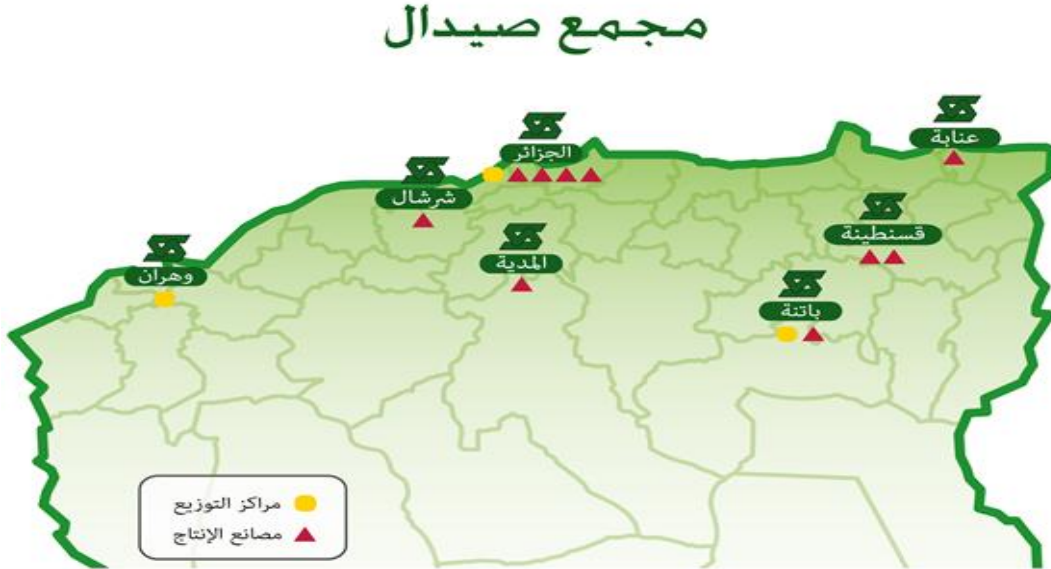 مجمع صيدال
عنابة
الجزائر
شرشال
قسنطينة
المدية
وهران
باتنة
مراكز التوزيع
مصانع الإنتاج